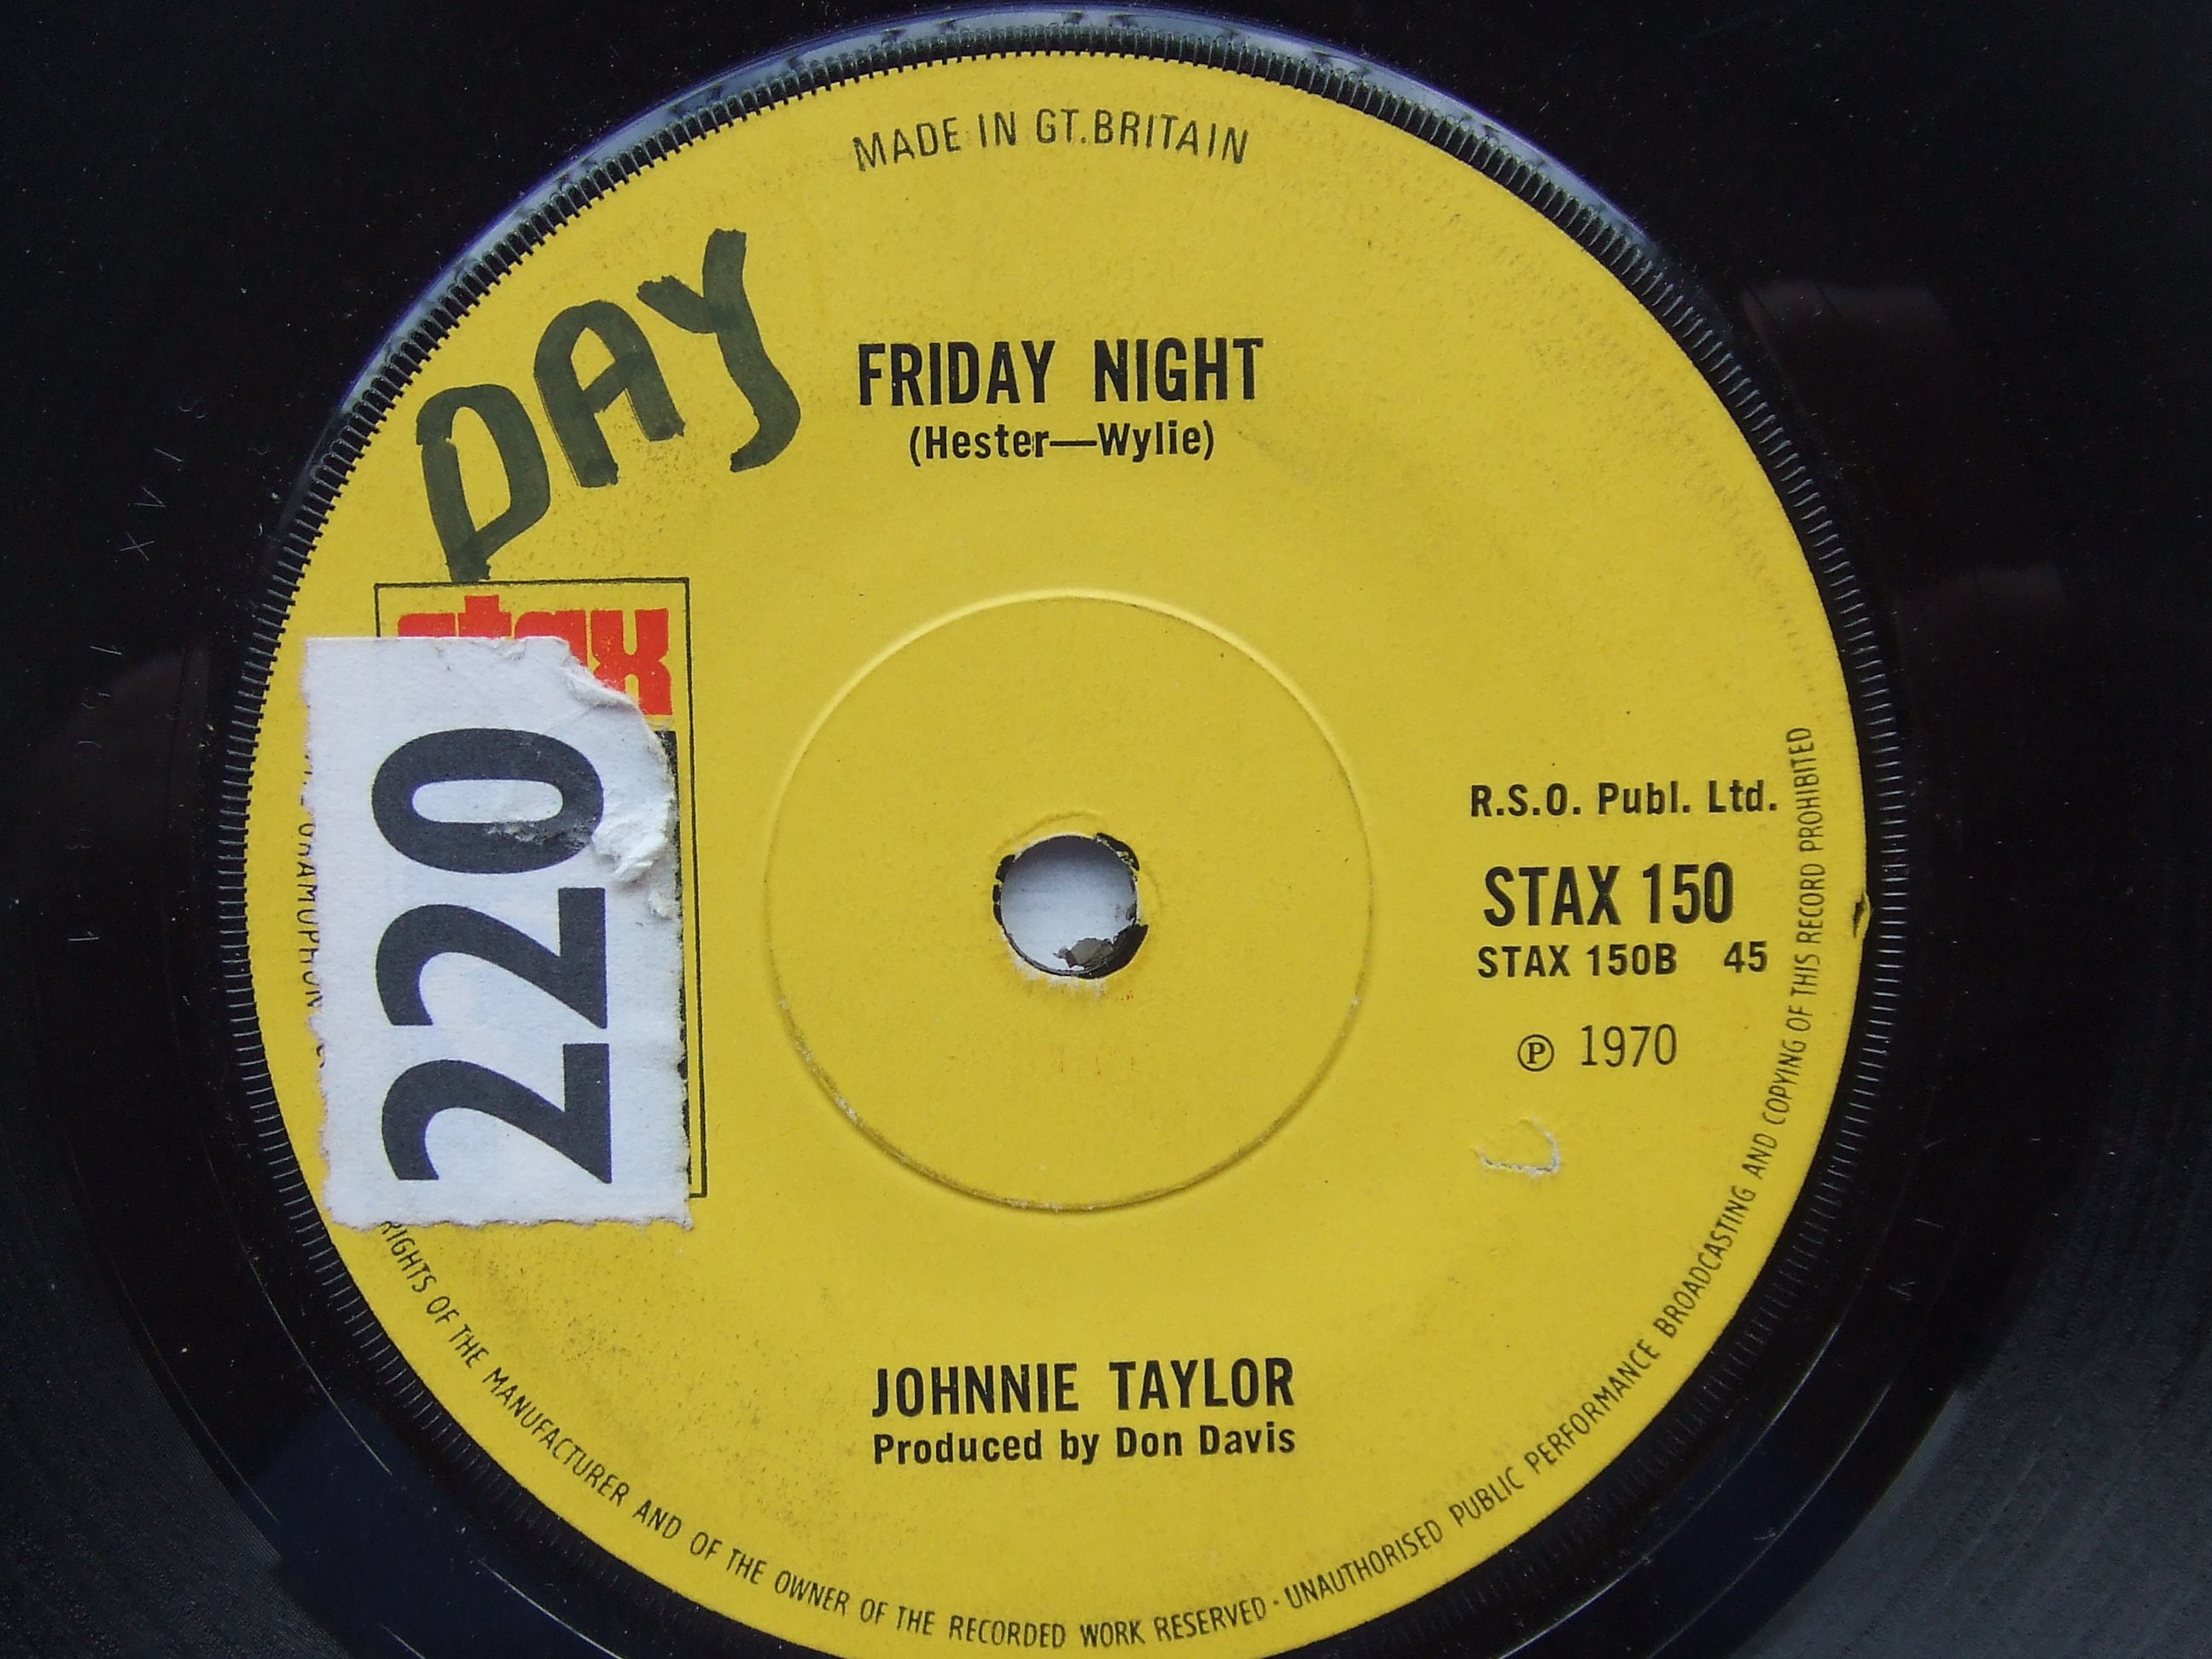 MADE IN GT.BRITAIN
DAY
FRIDAY NIGHT
(Hester—Wylie)
stax
220
R.S.O. Publ. Ltd.
STAX 150
STAX 150B 45
℗ 1970
JOHNNIE TAYLOR
Produced by Don Davis
RIGHTS OF THE MANUFACTURER AND OF THE OWNER OF THE RECORDED WORK RESERVED · UNAUTHORISED PUBLIC PERFORMANCE BROADCASTING AND COPYING OF THIS RECORD PROHIBITED